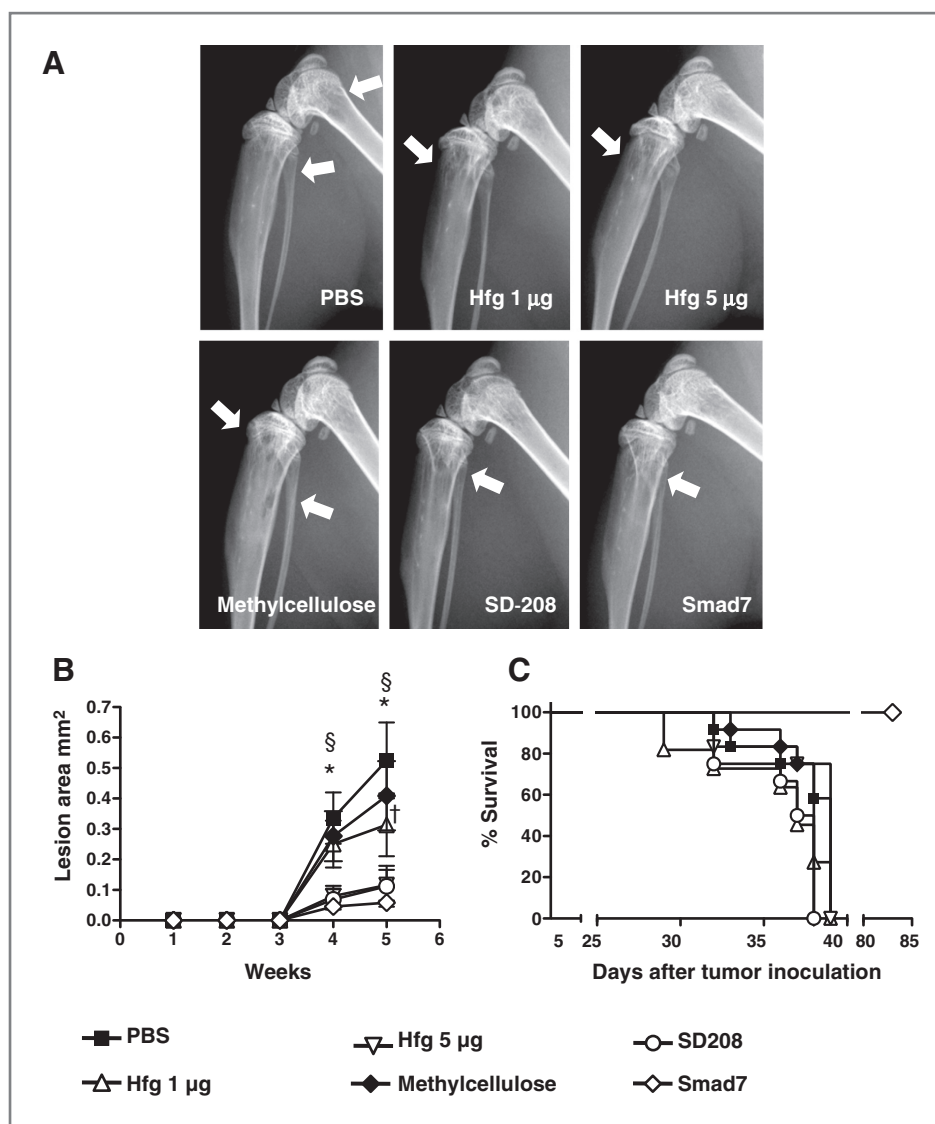 A
PBS
Hfg 1 µg
Hfg 5 µg
Methylcellulose
SD-208
Smad7
B
Lesion area mm²
0.7
0.6
0.5
0.4
0.3
0.2
0.1
0.0
§
*
§
*
†
0 1 2 3 4 5 6
Weeks
C
% Survival
100
80
60
40
20
0
5 25 30 35 40 80 85
Days after tumor inoculation
PBS
Hfg 5 µg
SD208
Hfg 1 µg
Methylcellulose
Smad7